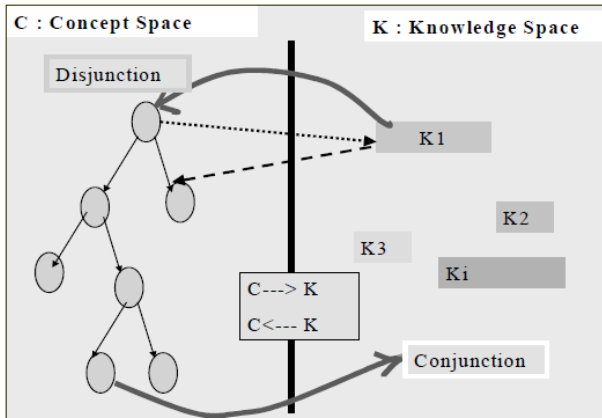 C : Concept Space
K : Knowledge Space
Disjunction
K1
K2
K3
Ki
C---> K
C<--- K
Conjunction